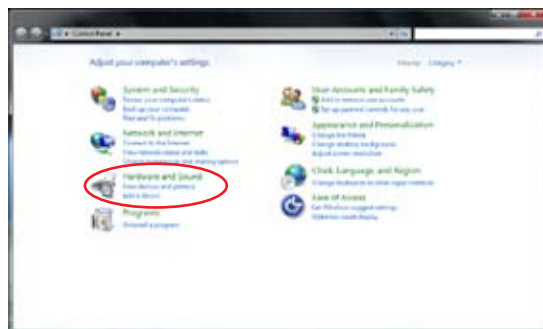 Control Panel
Adjust your computer's settings
View by: Category
System and Security
Review your computer's status
Back up your computer
Find and fix problems
Network and Internet
Connect to the Internet
View network status and tasks
Choose homegroup and sharing options
Hardware and Sound
View devices and printers
Add a device
Programs
Uninstall a program
User Accounts and Family Safety
Add or remove user accounts
Set up parental controls for any user
Appearance and Personalization
Change the theme
Change desktop background
Adjust screen resolution
Clock, Language, and Region
Change keyboards or other input methods
Ease of Access
Let Windows suggest settings
Optimize visual display